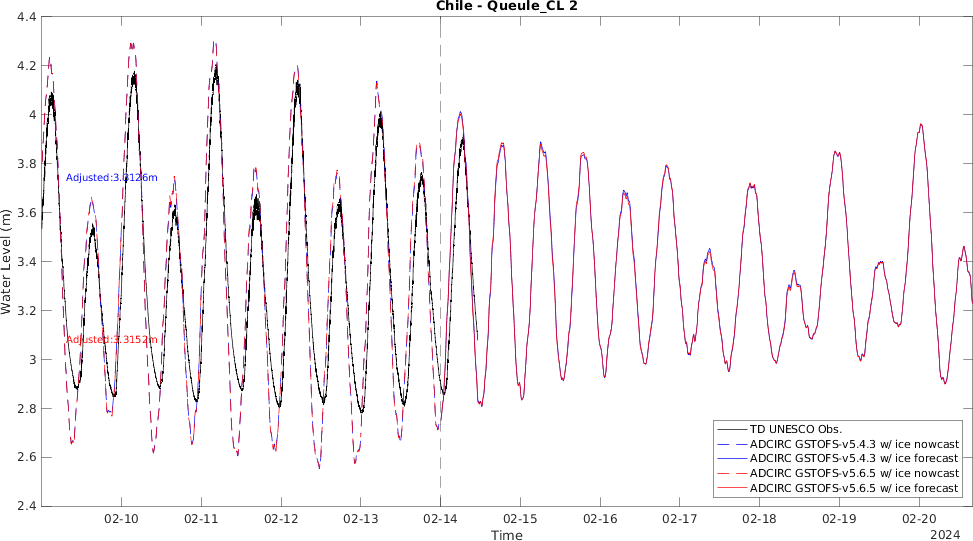 Chile - Queule_CL 2
4.4
4.2
4
3.8
3.6
3.4
3.2
3
2.8
2.6
2.4
Water Level (m)
Adjusted:3.3126m
Adjusted:3.3152m
TD UNESCO Obs.
ADCIRC GSTOFS-v5.4.3 w/ ice nowcast
ADCIRC GSTOFS-v5.4.3 w/ ice forecast
ADCIRC GSTOFS-v5.6.5 w/ ice nowcast
ADCIRC GSTOFS-v5.6.5 w/ ice forecast
02-10 02-11 02-12 02-13 02-14 02-15 02-16 02-17 02-18 02-19 02-20
Time
2024